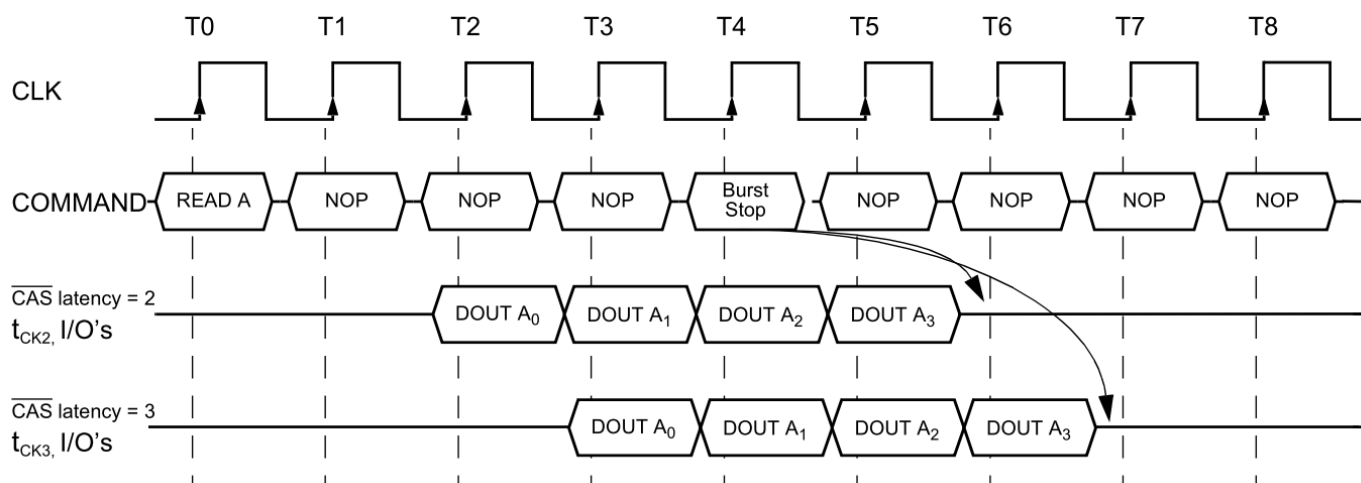 T0 T1 T2 T3 T4 T5 T6 T7 T8
CLK
COMMAND READ A NOP NOP NOP Burst Stop NOP NOP NOP NOP
CAS latency = 2
tCK2, I/O's DOUT A0 DOUT A1 DOUT A2 DOUT A3
CAS latency = 3
tCK3, I/O's DOUT A0 DOUT A1 DOUT A2 DOUT A3